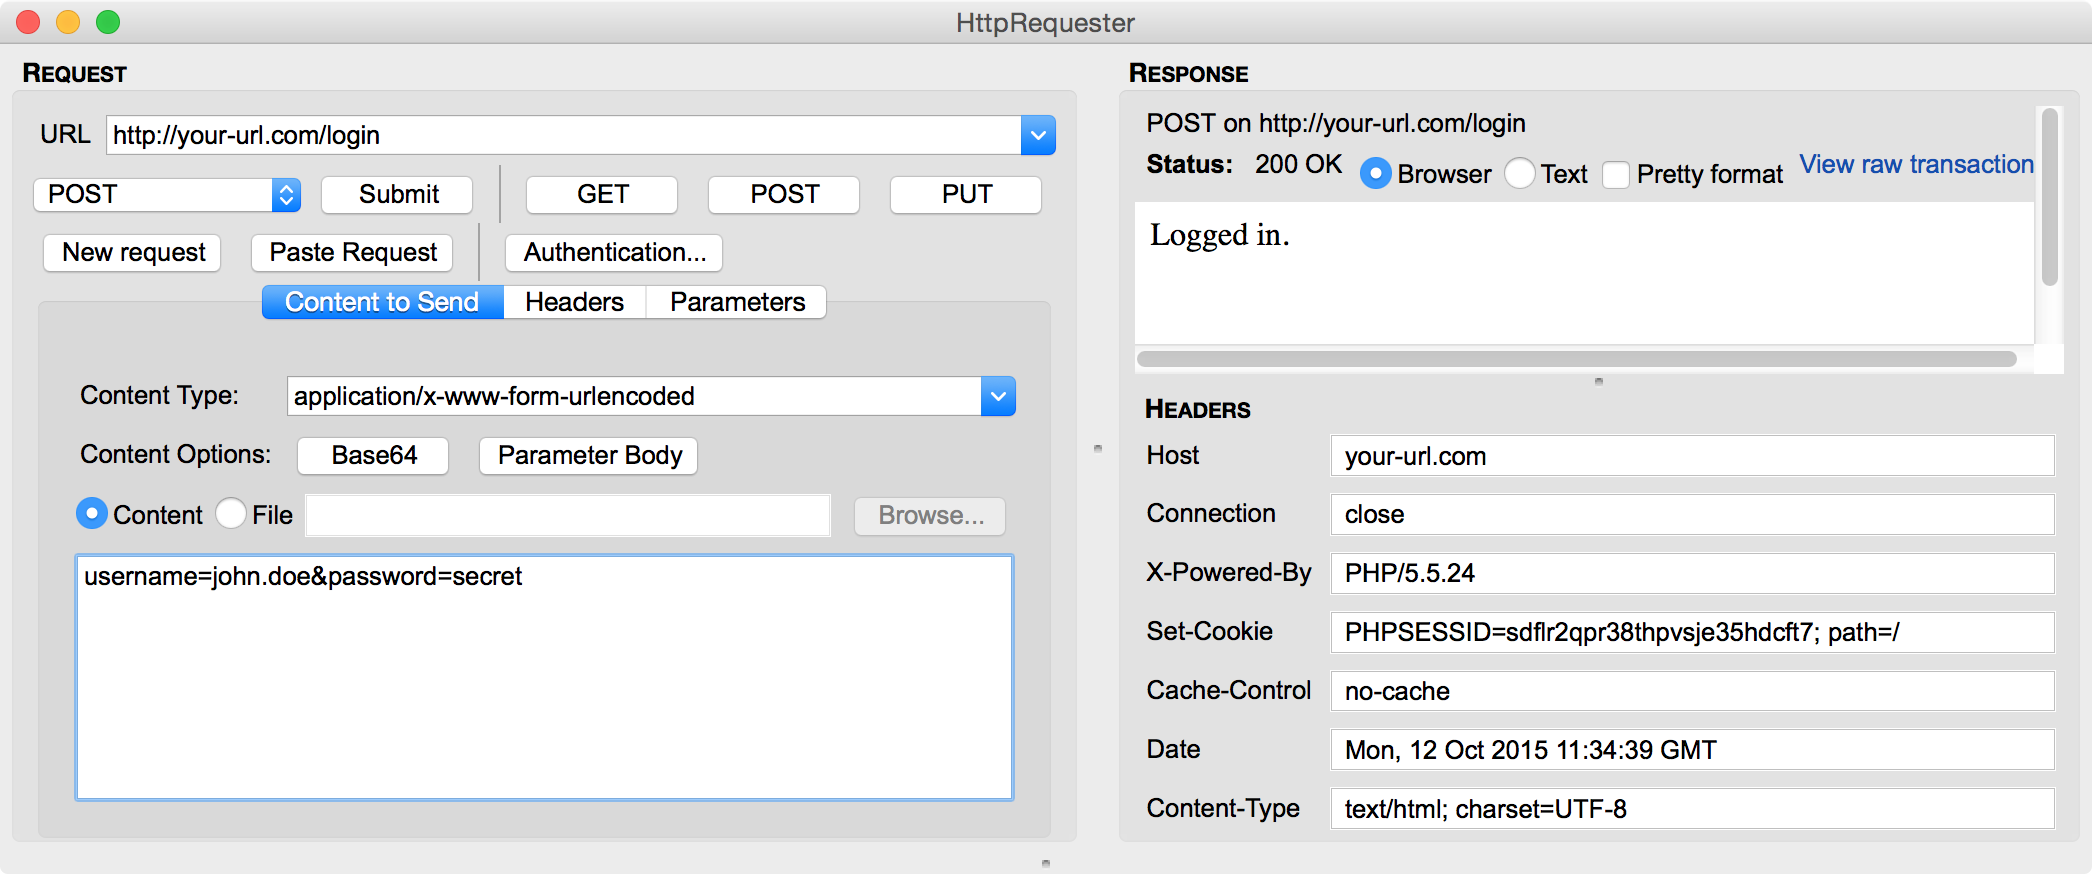 HttpRequester
REQUEST
URL http://your-url.com/login
POST Submit GET POST PUT
New request Paste Request Authentication...
Content to Send Headers Parameters
Content Type: application/x-www-form-urlencoded
Content Options: Base64 Parameter Body
Content File Browse...
username=john.doe&password=secret
RESPONSE
POST on http://your-url.com/login
Status: 200 OK Browser Text Pretty format View raw transaction
Logged in.
HEADERS
Host your-url.com
Connection close
X-Powered-By PHP/5.5.24
Set-Cookie PHPSESSID=sdflr2qpr38thpvsje35hdcft7; path=/
Cache-Control no-cache
Date Mon, 12 Oct 2015 11:34:39 GMT
Content-Type text/html; charset=UTF-8